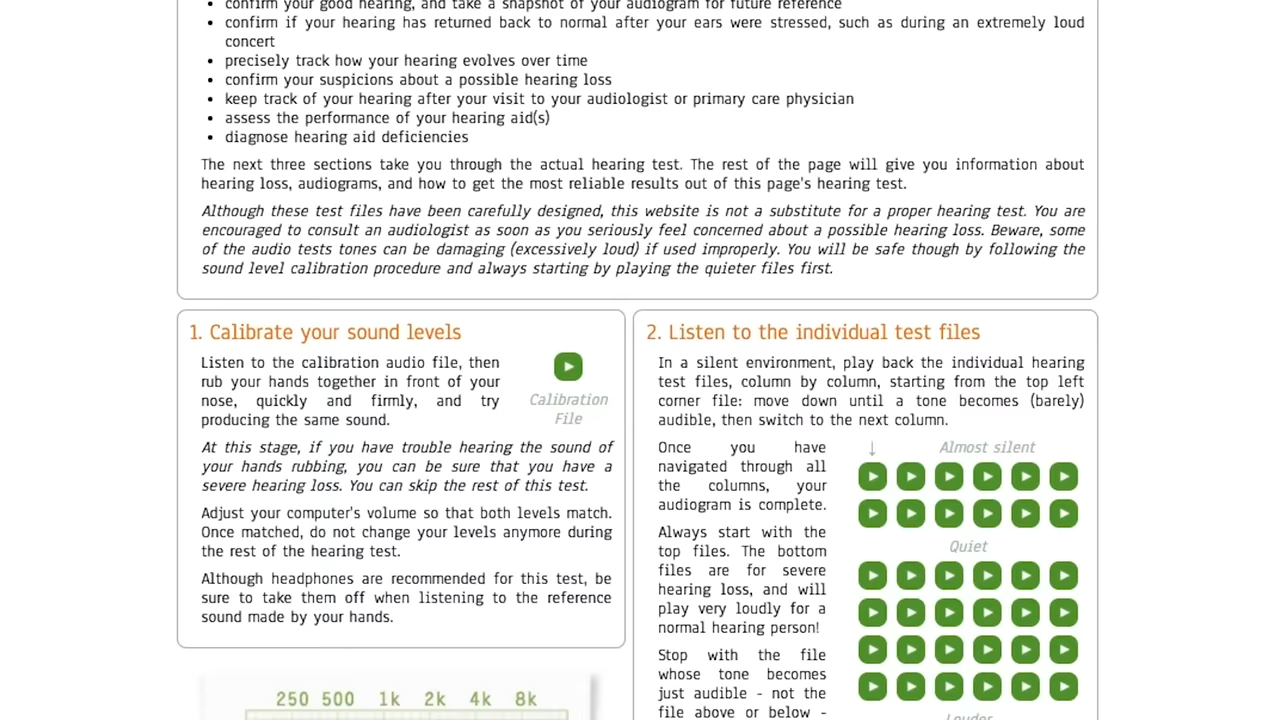 confirm your good hearing, and take a snapshot of your audiogram for future reference
confirm if your hearing has returned back to normal after your ears were stressed, such as during an extremely loud
concert
precisely track how your hearing evolves over time
confirm your suspicions about a possible hearing loss
keep track of your hearing after your visit to your audiologist or primary care physician
assess the performance of your hearing aid(s)
diagnose hearing aid deficiencies
The next three sections take you through the actual hearing test. The rest of the page will give you information about
hearing loss, audiograms, and how to get the most reliable results out of this page's hearing test.
Although these test files have been carefully designed, this website is not a substitute for a proper hearing test. You are
encouraged to consult an audiologist as soon as you seriously feel concerned about a possible hearing loss. Beware, some
of the audio tests tones can be damaging (excessively loud) if used improperly. You will be safe though by following the
sound level calibration procedure and always starting by playing the quieter files first.
1. Calibrate your sound levels
Listen to the calibration audio file, then
rub your hands together in front of your
nose, quickly and firmly, and try
producing the same sound.
Calibration
File
At this stage, if you have trouble hearing the sound of
your hands rubbing, you can be sure that you have a
severe hearing loss. You can skip the rest of this test.
Adjust your computer's volume so that both levels match.
Once matched, do not change your levels anymore during
the rest of the hearing test.
Although headphones are recommended for this test, be
sure to take them off when listening to the reference
sound made by your hands.
250 500 1k 2k 4k 8k
2. Listen to the individual test files
In a silent environment, play back the individual hearing
test files, column by column, starting from the top left
corner file: move down until a tone becomes (barely)
audible, then switch to the next column.
Once you have
navigated through all
the columns, your
audiogram is complete.
Always start with the
top files. The bottom
files are for severe
hearing loss, and will
play very loudly for a
normal hearing person!
Stop with the file
whose tone becomes
just audible - not the
file above or below -
↓ Almost silent
Quiet
Louder